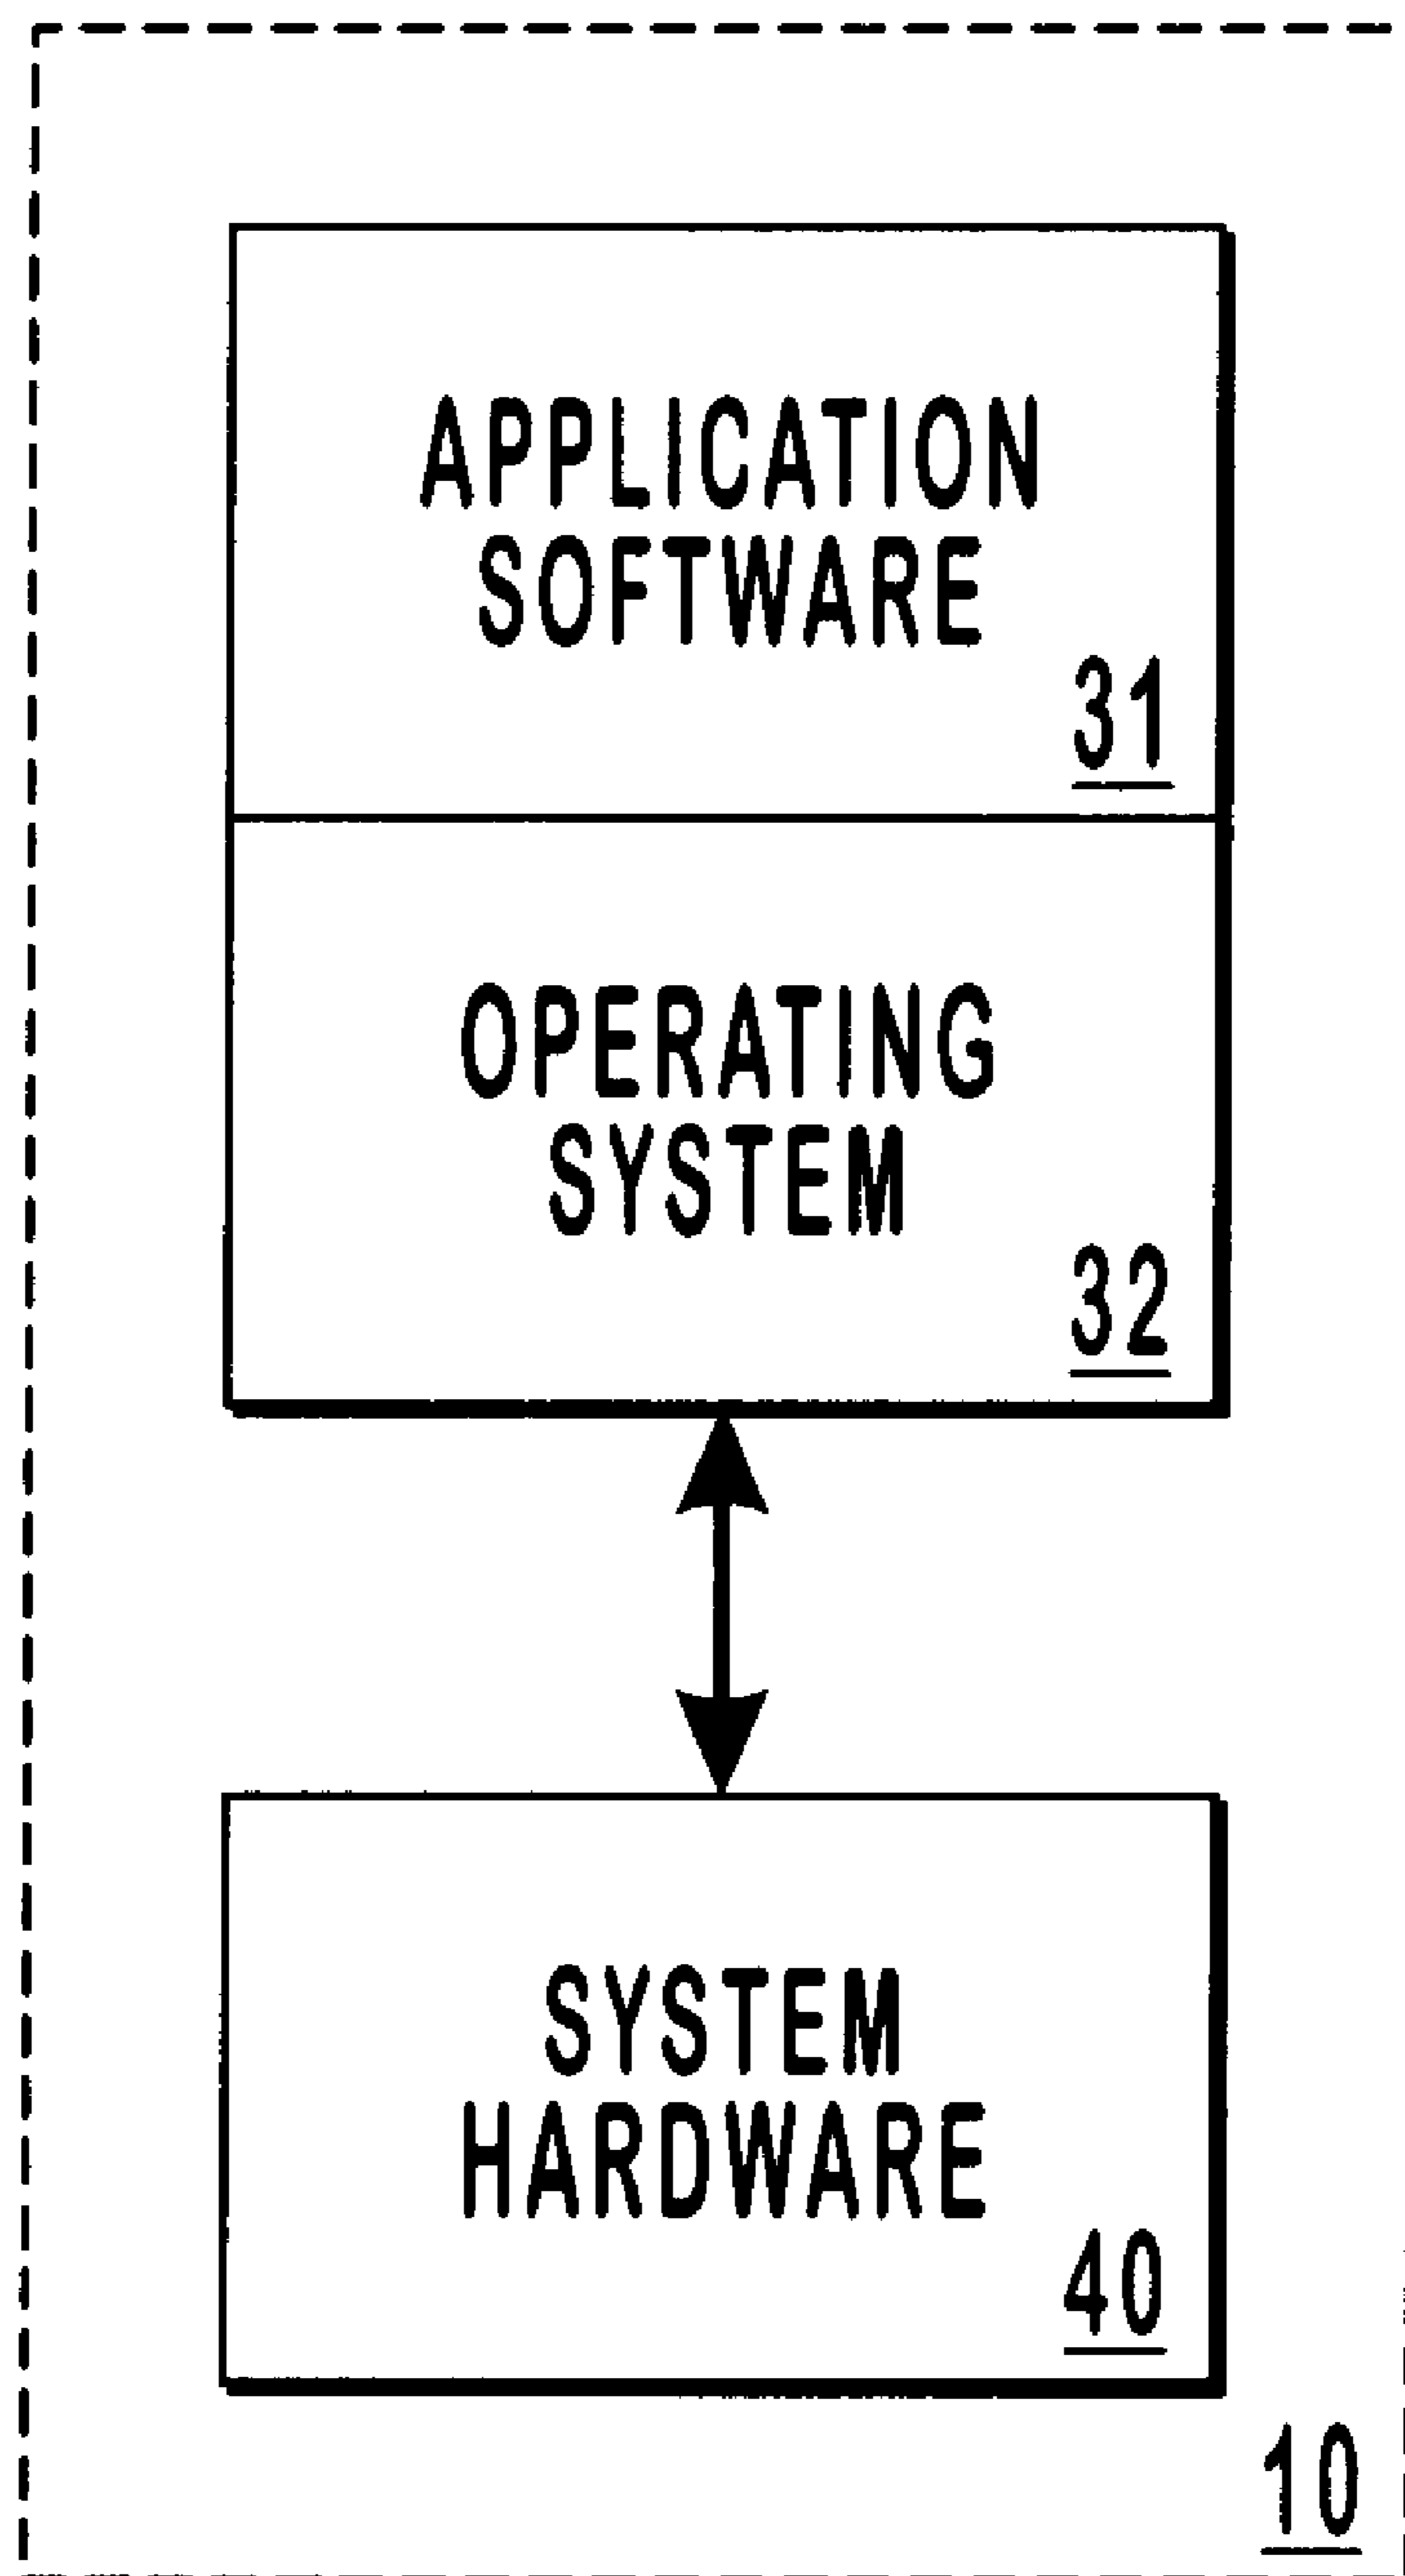 APPLICATION
SOFTWARE
31
OPERATING
SYSTEM
32
SYSTEM
HARDWARE
40
10